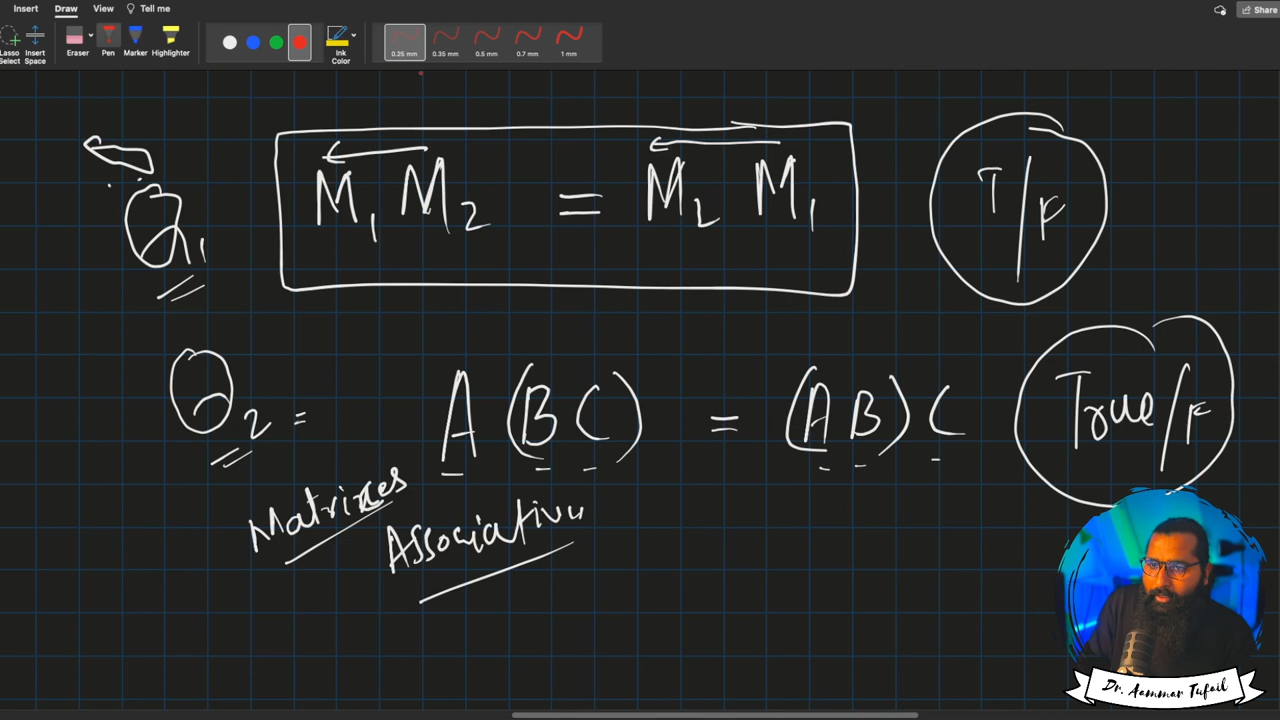 Insert Draw View Tell me Share
Lasso Select Insert Space Eraser Pen Marker Highlighter Ink Color 0.25 mm 0.35 mm 0.5 mm 0.7 mm 1 mm
Q1 M1 M2 = M2 M1 T/F
Q2 = A (BC) = (AB) C True/F
Matrixes
Associative
Dr. Aammar Tufail